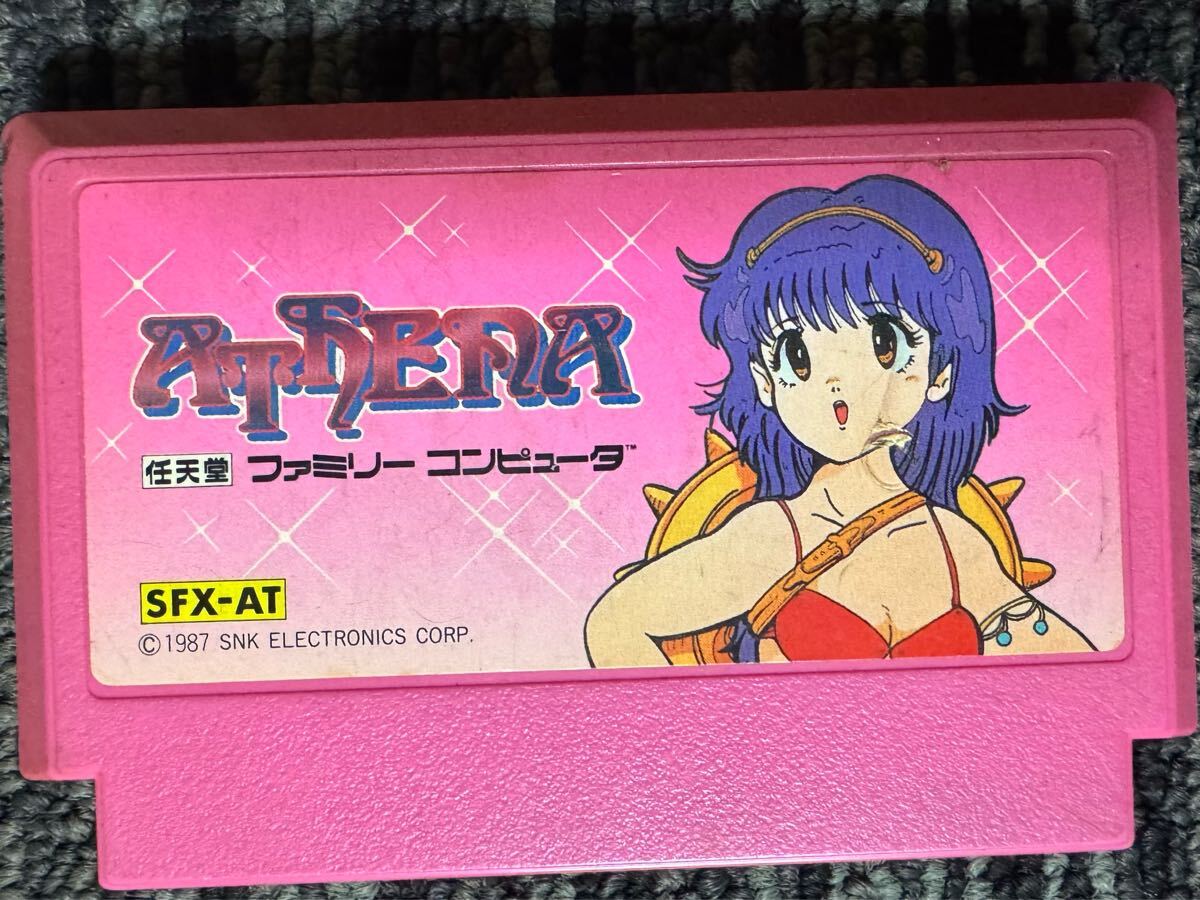 ATHENA
任天堂 ファミリー コンピュータ™
SFX-AT
©1987 SNK ELECTRONICS CORP.